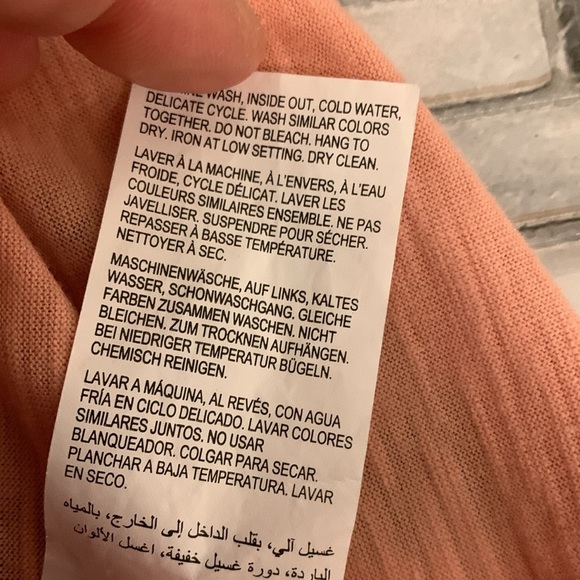 WASH, INSIDE OUT, COLD WATER,
DELICATE CYCLE. WASH SIMILAR COLORS
TOGETHER. DO NOT BLEACH. HANG TO
DRY. IRON AT LOW SETTING. DRY CLEAN.
LAVER À LA MACHINE, À L'ENVERS, À L'EAU
FROIDE, CYCLE DÉLICAT. LAVER LES
COULEURS SIMILAIRES ENSEMBLE. NE PAS
JAVELLISER. SUSPENDRE POUR SÉCHER.
REPASSER À BASSE TEMPÉRATURE.
NETTOYER À SEC.
MASCHINENWÄSCHE, AUF LINKS, KALTES
WASSER, SCHONWASCHGANG. GLEICHE
FARBEN ZUSAMMEN WASCHEN. NICHT
BLEICHEN. ZUM TROCKNEN AUFHÄNGEN.
BEI NIEDRIGER TEMPERATUR BÜGELN.
CHEMISCH REINIGEN.
LAVAR A MÁQUINA, AL REVÉS, CON AGUA
FRÍA EN CICLO DELICADO. LAVAR COLORES
SIMILARES JUNTOS. NO USAR
BLANQUEADOR. COLGAR PARA SECAR.
PLANCHAR A BAJA TEMPERATURA. LAVAR
EN SECO.
غسيل آلي، بقلب الداخل إلى الخارج، بالمياه
الباردة، دورة غسيل خفيفة، اغسل الألوان